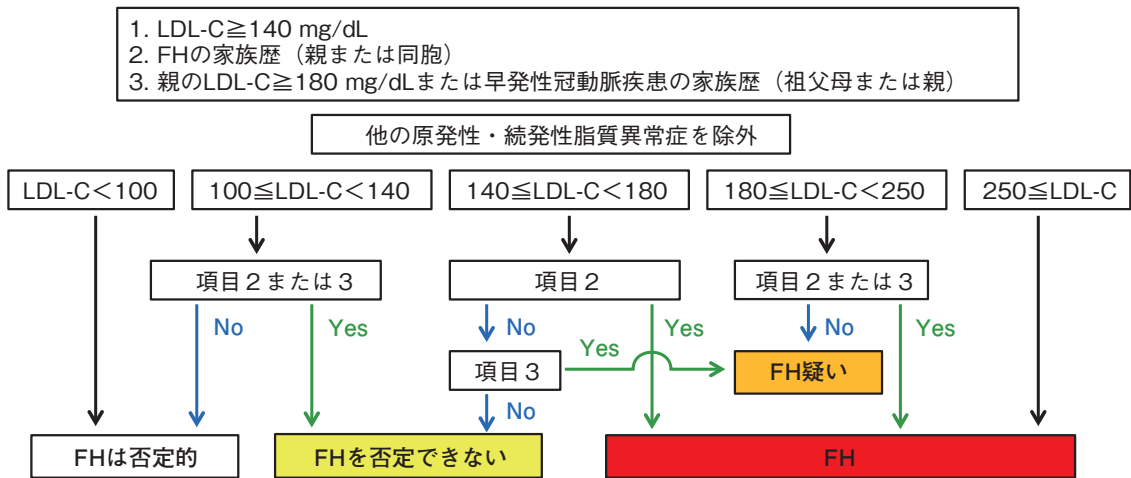 1. LDL-C≧140 mg/dL
2. FHの家族歴（親または同胞）
3. 親のLDL-C≧180 mg/dLまたは早発性冠動脈疾患の家族歴（祖父母または親）
他の原発性・続発性脂質異常症を除外
LDL-C＜100
100≦LDL-C＜140
140≦LDL-C＜180
180≦LDL-C＜250
250≦LDL-C
項目２または３
項目２
項目２または３
No
Yes
No
Yes
Yes
No
Yes
項目３
FH疑い
No
FHは否定的
FHを否定できない
FH